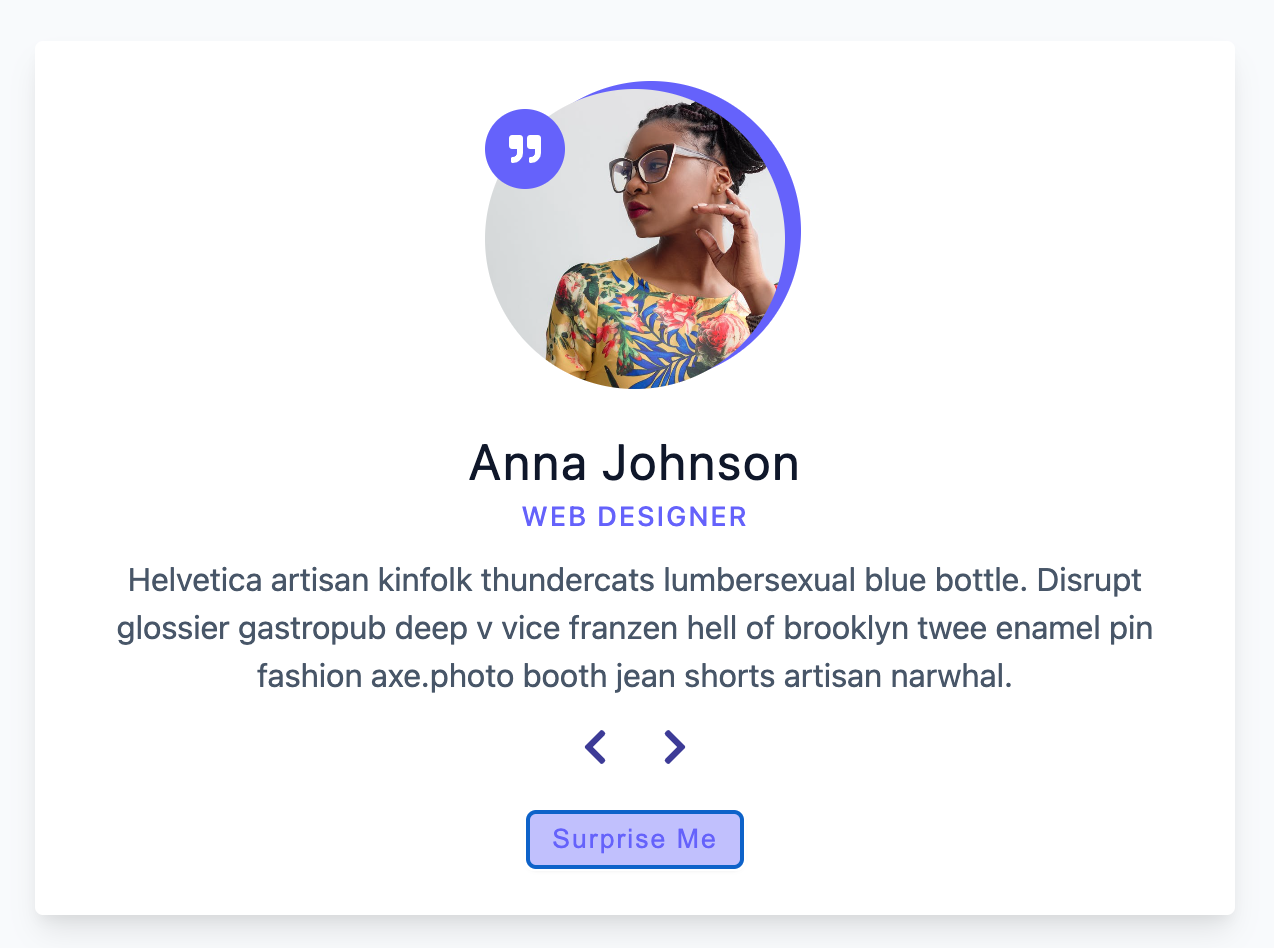 Anna Johnson
WEB DESIGNER
Helvetica artisan kinfolk thundercats lumbersexual blue bottle. Disrupt
glossier gastropub deep v vice franzen hell of brooklyn twee enamel pin
fashion axe.photo booth jean shorts artisan narwhal.
Surprise Me